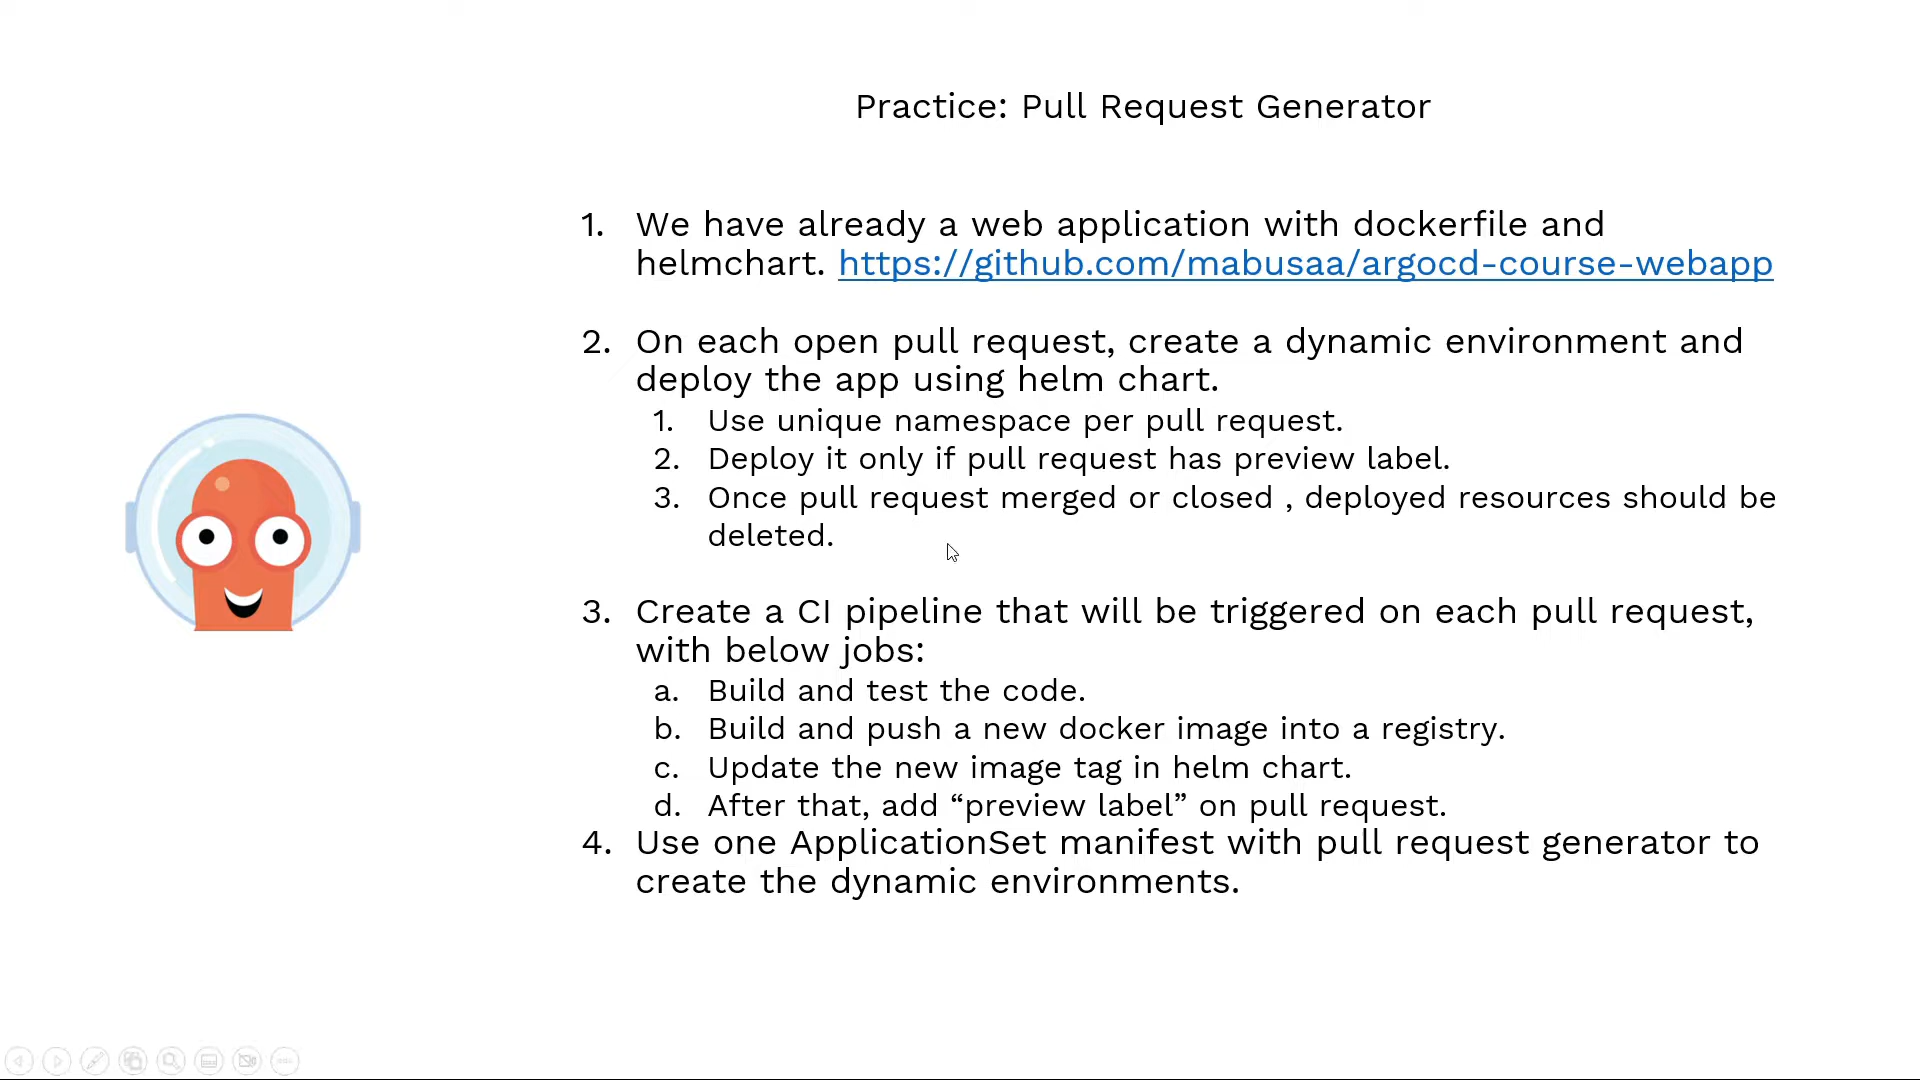 Practice: Pull Request Generator
1. We have already a web application with dockerfile and
helmchart. https://github.com/mabusaa/argocd-course-webapp
2. On each open pull request, create a dynamic environment and
deploy the app using helm chart.
1. Use unique namespace per pull request.
2. Deploy it only if pull request has preview label.
3. Once pull request merged or closed , deployed resources should be
deleted.
3. Create a CI pipeline that will be triggered on each pull request,
with below jobs:
a. Build and test the code.
b. Build and push a new docker image into a registry.
c. Update the new image tag in helm chart.
d. After that, add “preview label” on pull request.
4. Use one ApplicationSet manifest with pull request generator to
create the dynamic environments.